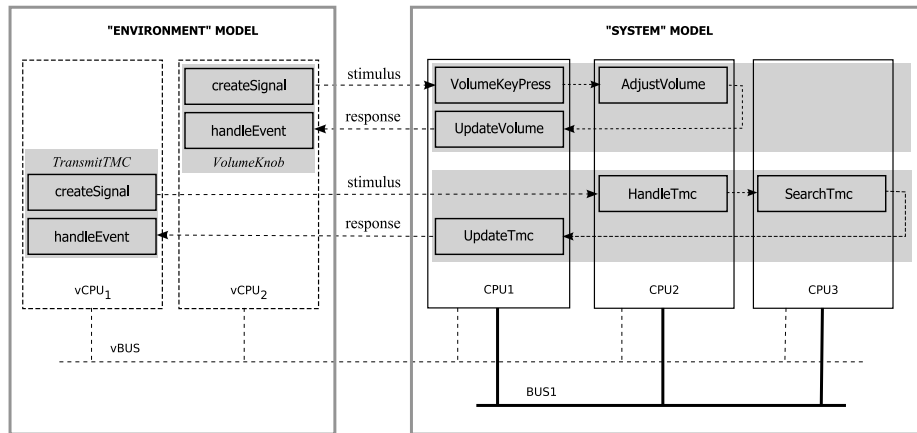 "ENVIRONMENT" MODEL
"SYSTEM" MODEL
createSignal
stimulus
VolumeKeyPress
AdjustVolume
handleEvent
response
UpdateVolume
TransmitTMC
VolumeKnob
createSignal
stimulus
HandleTmc
SearchTmc
handleEvent
response
UpdateTmc
vCPU1
vCPU2
CPU1
CPU2
CPU3
vBUS
BUS1